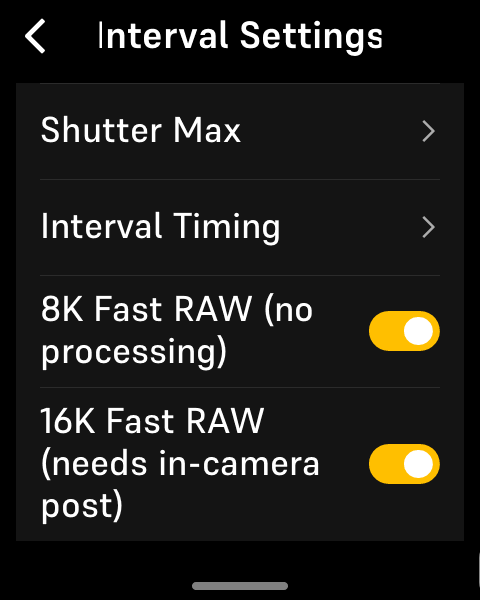 Interval Settings
Shutter Max
Interval Timing
8K Fast RAW (no
processing)
16K Fast RAW
(needs in-camera
post)